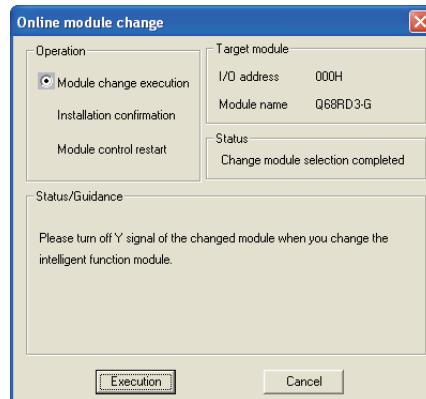 Online module change
Operation
Module change execution
Installation confirmation
Module control restart
Target module
I/O address 000H
Module name Q68RD3-G
Status
Change module selection completed
Status/Guidance
Please turn off Y signal of the changed module when you change the
intelligent function module.
Execution Cancel